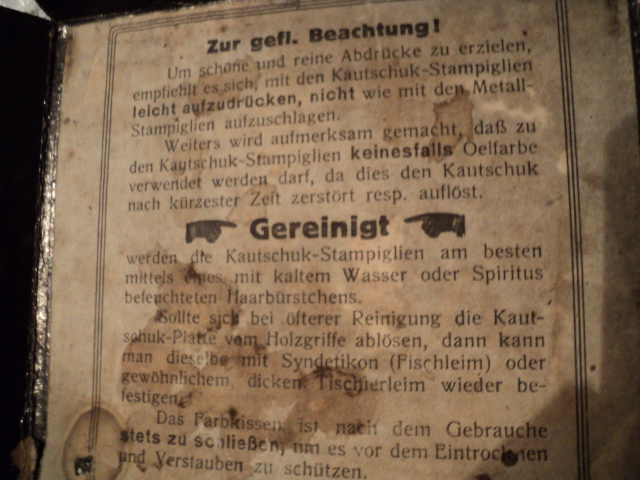 Zur gefl. Beachtung!
Um schöne und reine Abdrücke zu erzielen,
empfiehlt es sich, mit den Kautschuk-Stampiglien
leicht aufzudrücken, nicht wie mit den Metall-
Stampiglien aufzuschlagen.
Weiters wird aufmerksam gemacht, daß zu
den Kautschuk-Stampiglien keinesfalls Oelfarbe
verwendet werden darf, da dies den Kautschuk
nach kürzester Zeit zerstört resp. auflöst.
Gereinigt
werden die Kautschuk-Stampiglien am besten
mittels eines mit kaltem Wasser oder Spiritus
befeuchteten Haarbürstchens.
Sollte sich bei öfterer Reinigung die Kaut-
schuk-Platte vom Holzgriffe ablösen, dann kann
man dieselbe mit Syndetikon (Fischleim) oder
gewöhnlichem, dicken Tischlerleim wieder be-
festigen.
Das Farbkissen ist nach dem Gebrauche
stets zu schließen, um es vor dem Eintrocknen
und Verstauben zu schützen.